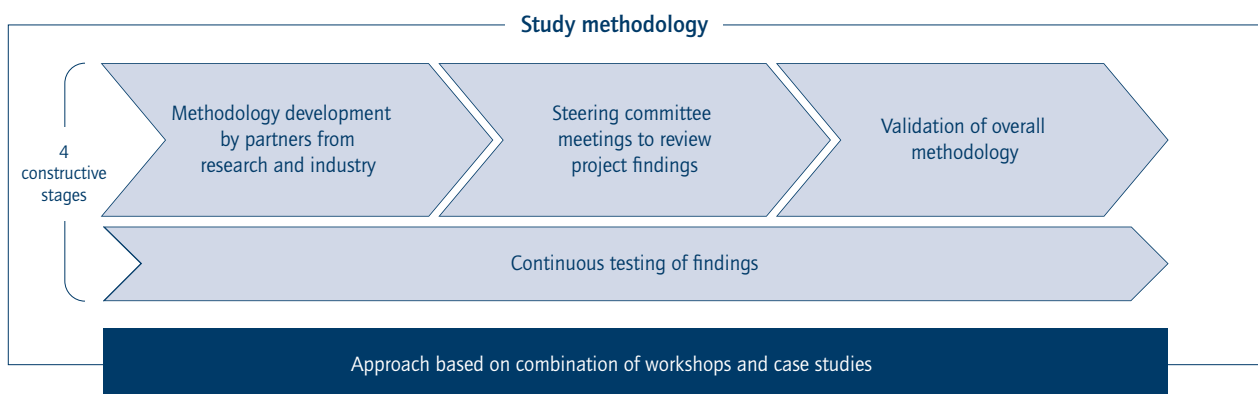 Study methodology
4
constructive
stages
Methodology development
by partners from
research and industry
Steering committee
meetings to review
project findings
Validation of overall
methodology
Continuous testing of findings
Approach based on combination of workshops and case studies